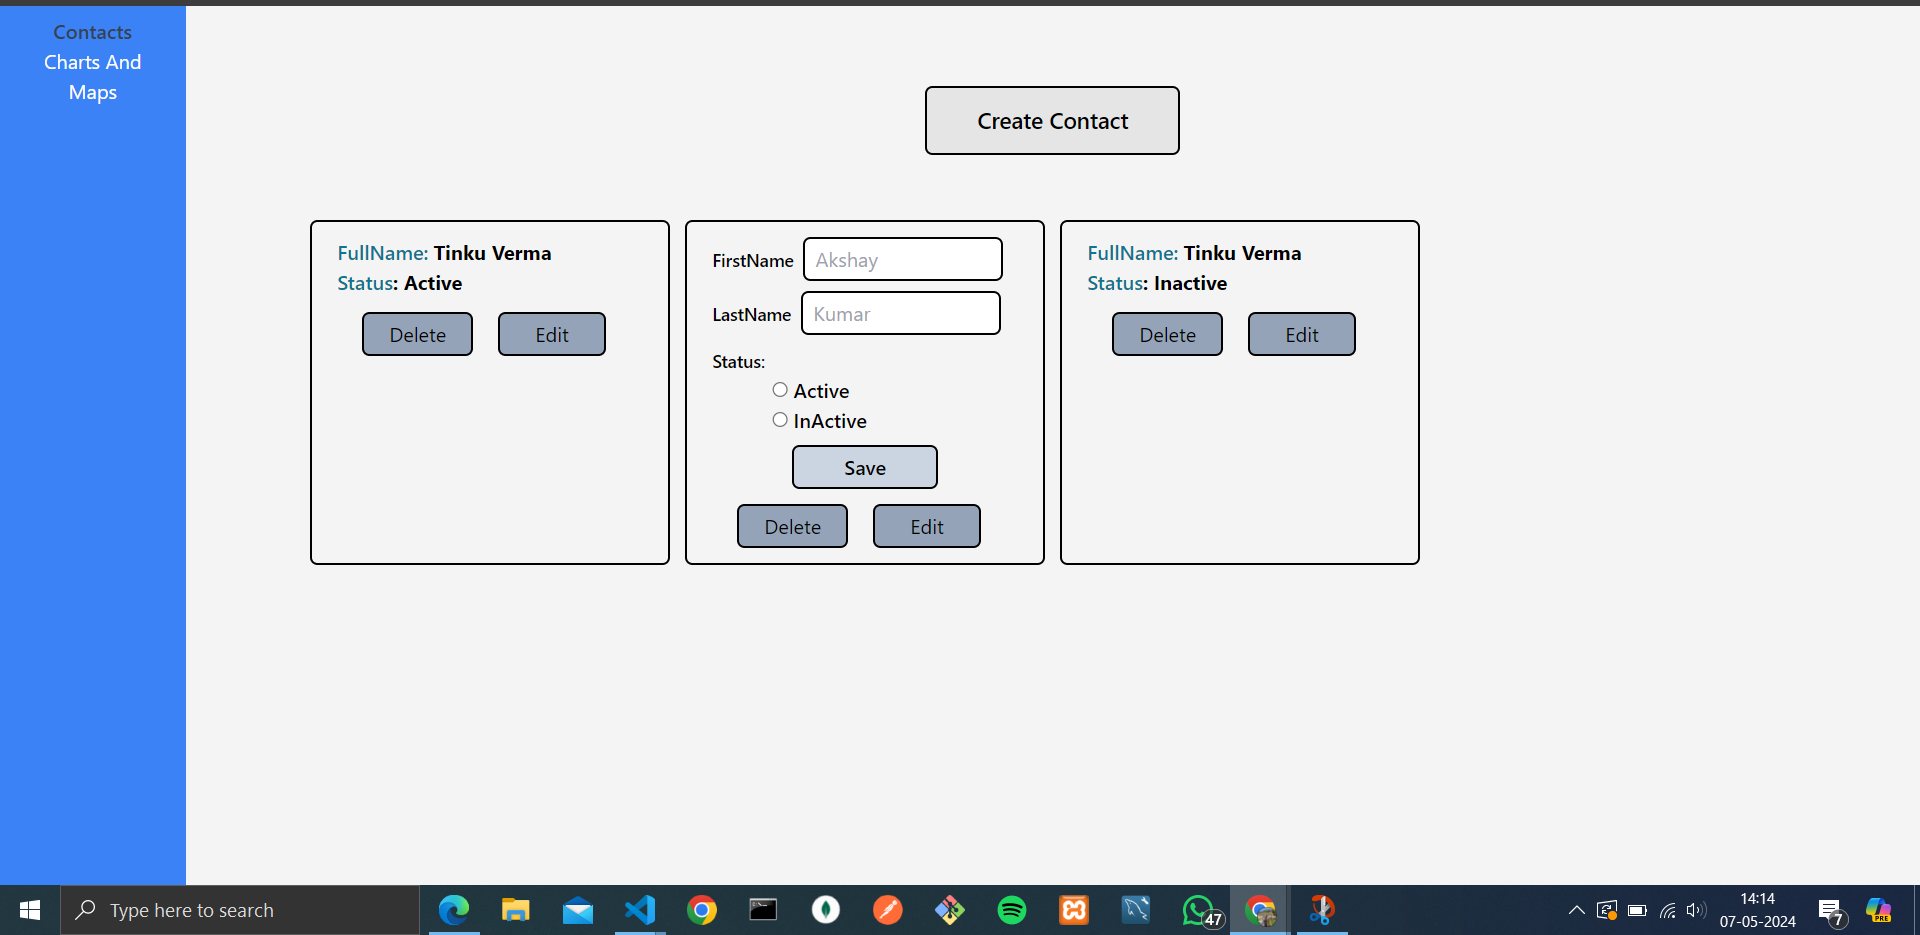 Contacts
Charts And
Maps
Create Contact
FullName: Tinku Verma
Status: Active
Delete
Edit
FirstName
Akshay
LastName
Kumar
Status:
Active
InActive
Save
Delete
Edit
FullName: Tinku Verma
Status: Inactive
Delete
Edit
Type here to search
47
14:14
07-05-2024
7
PRE